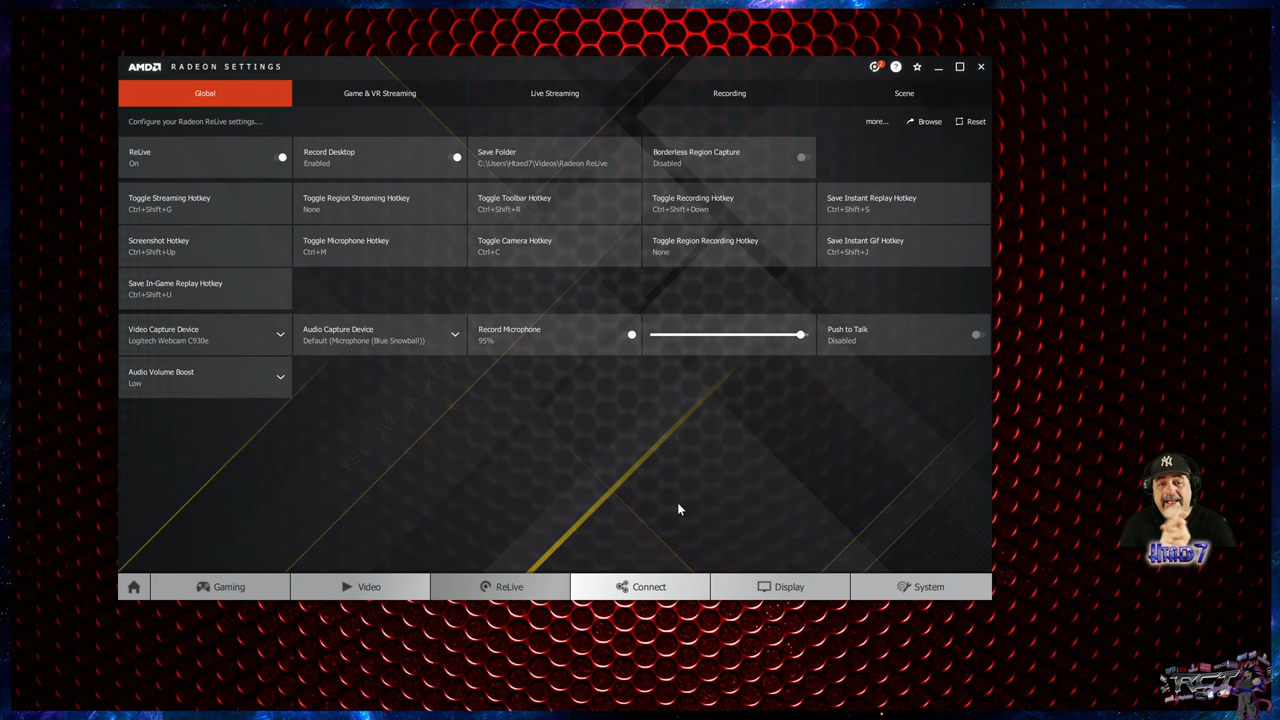 AMD RADEON SETTINGS
Global
Game & VR Streaming
Live Streaming
Recording
Scene
Configure your Radeon ReLive settings....
more...
Browse
Reset
ReLive
On
Record Desktop
Enabled
Save Folder
C:\Users\Htaed7\Videos\Radeon ReLive
Borderless Region Capture
Disabled
Toggle Streaming Hotkey
Ctrl+Shift+G
Toggle Region Streaming Hotkey
None
Toggle Toolbar Hotkey
Ctrl+Shift+R
Toggle Recording Hotkey
Ctrl+Shift+Down
Save Instant Replay Hotkey
Ctrl+Shift+S
Screenshot Hotkey
Ctrl+Shift+Up
Toggle Microphone Hotkey
Ctrl+M
Toggle Camera Hotkey
Ctrl+C
Toggle Region Recording Hotkey
None
Save Instant Gif Hotkey
Ctrl+Shift+J
Save In-Game Replay Hotkey
Ctrl+Shift+U
Video Capture Device
Logitech Webcam C930e
Audio Capture Device
Default (Microphone (Blue Snowball))
Record Microphone
95%
Push to Talk
Disabled
Audio Volume Boost
Low
YELLOW JACKET
Htaed7
Gaming
Video
ReLive
Connect
Display
System
RGT